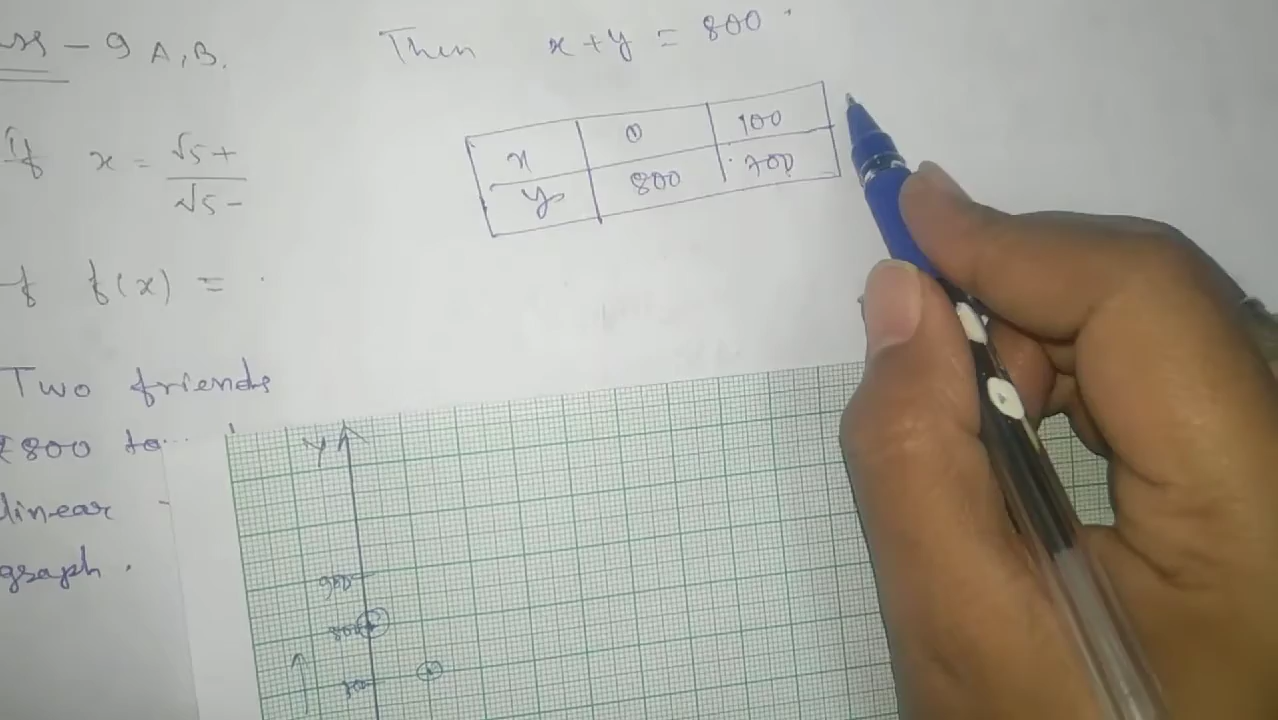 - 9 A, B.
Then x + y = 800
x 0 100
y 800 700
If x = √5 +
√5 -
f f(x) =
Two friends
₹800 to
linear -
graph.
Y
900
800
700